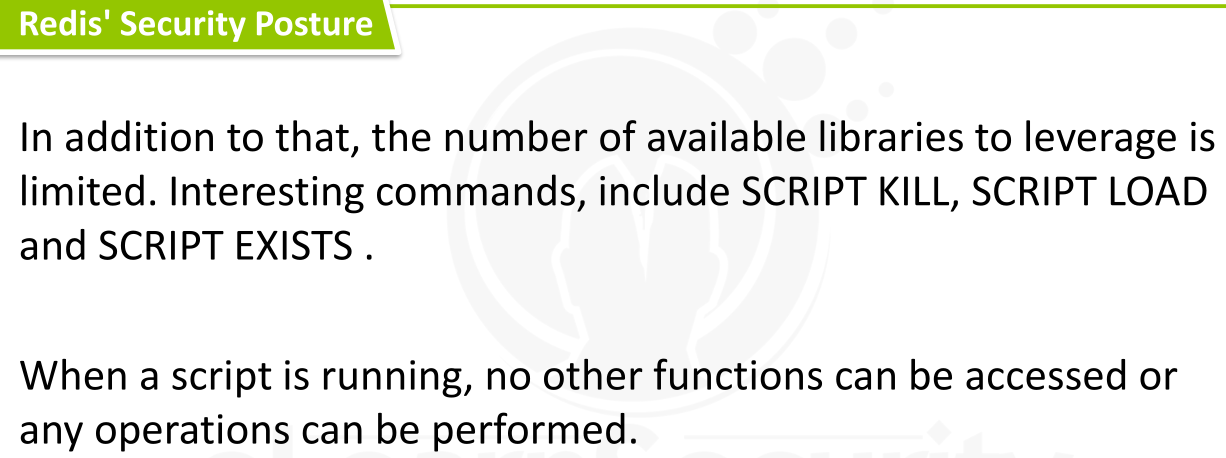 Redis' Security Posture
In addition to that, the number of available libraries to leverage is
limited. Interesting commands, include SCRIPT KILL, SCRIPT LOAD
and SCRIPT EXISTS .
When a script is running, no other functions can be accessed or
any operations can be performed.